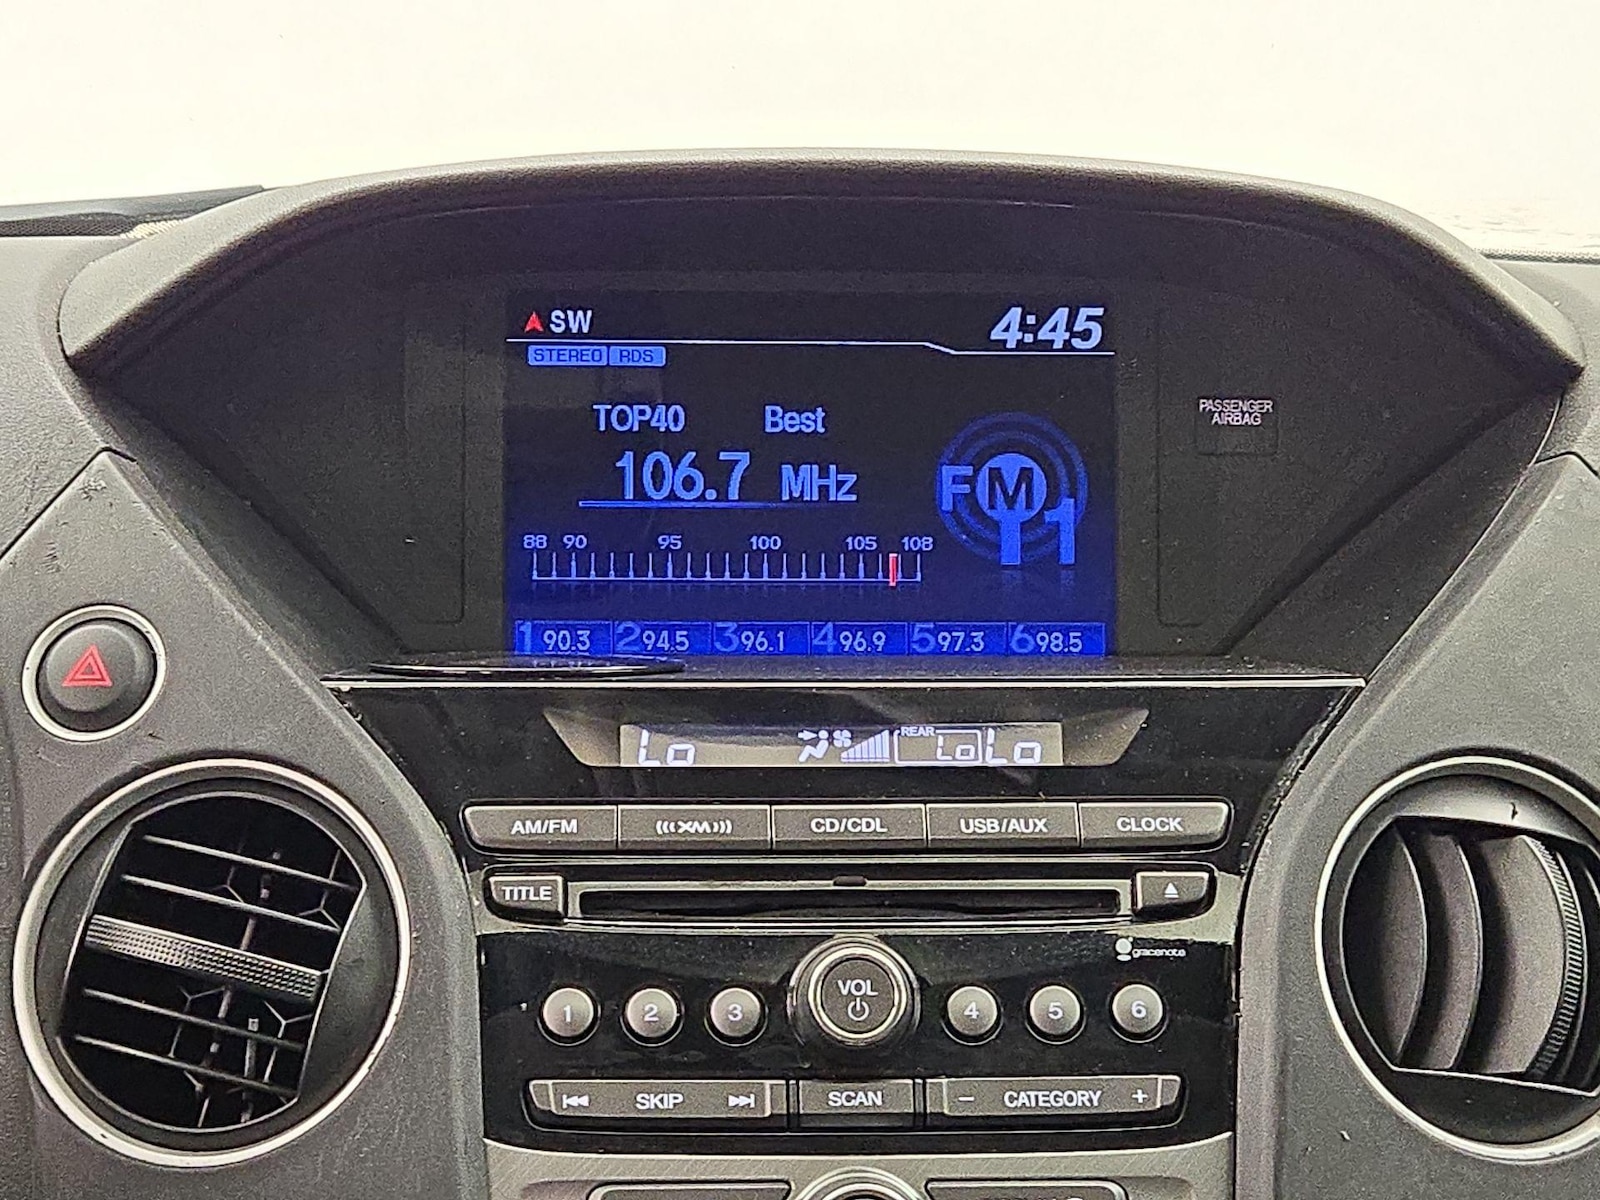 SW 4:45
STEREO RDS
TOP40 Best
106.7 MHz
FM1
88 90 95 100 105 108
1 90.3 2 94.5 3 96.1 4 96.9 5 97.3 6 98.5
PASSENGER
AIRBAG
Lo REAR Lo Lo
AM/FM (((XM))) CD/CDL USB/AUX CLOCK
TITLE
gracenote
VOL
1 2 3 4 5 6
SKIP SCAN − CATEGORY +